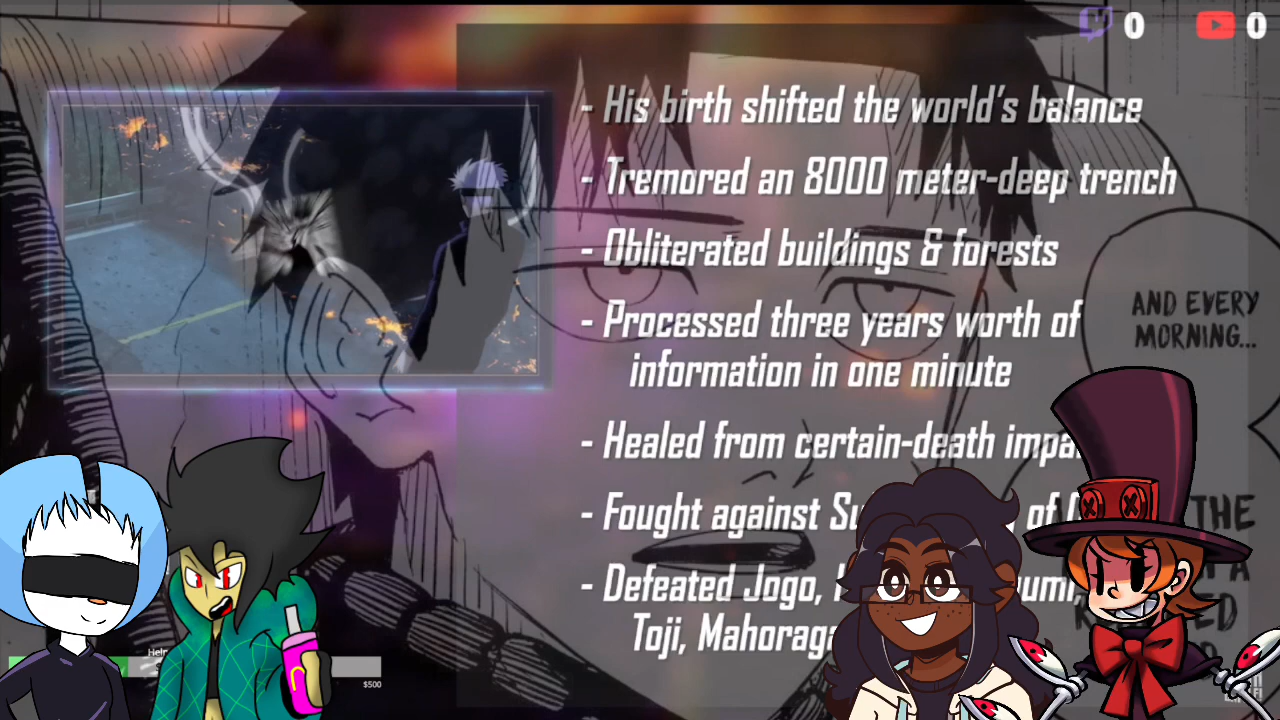 0 0
- His birth shifted the world's balance
- Tremored an 8000 meter-deep trench
- Obliterated buildings & forests
- Processed three years worth of
information in one minute
AND EVERY
MORNING...
- Healed from certain-death
- Fought against
of
THE
- Defeated Jogo,
Toji, Mahoraga
A
$500